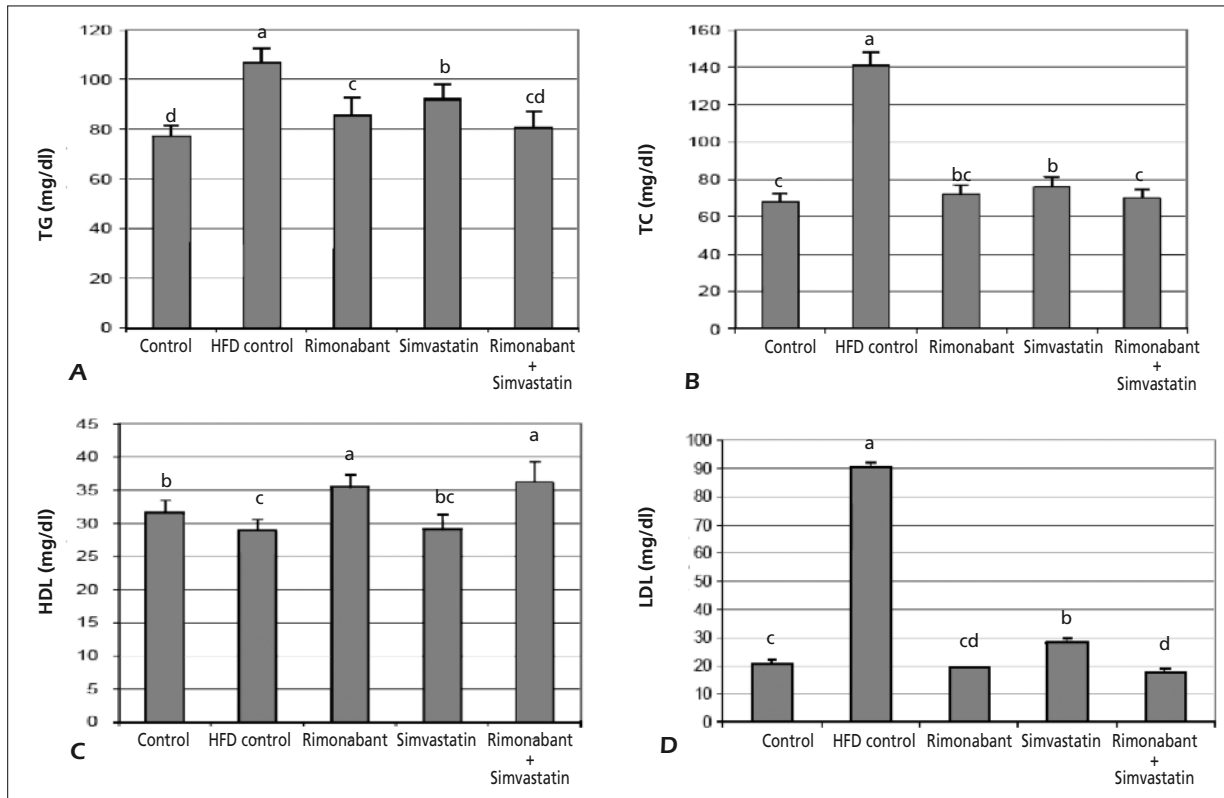 120
100
80
60
40
20
0
TG (mg/dl)
d
a
c
b
cd
Control
HFD control
Rimonabant
Simvastatin
Rimonabant
+
Simvastatin
A
160
140
120
100
80
60
40
20
0
TC (mg/dl)
c
a
bc
b
c
Control
HFD control
Rimonabant
Simvastatin
Rimonabant
+
Simvastatin
B
45
40
35
30
25
20
15
10
5
0
HDL (mg/dl)
b
c
a
bc
a
Control
HFD control
Rimonabant
Simvastatin
Rimonabant
+
Simvastatin
C
100
90
80
70
60
50
40
30
20
10
0
LDL (mg/dl)
c
a
cd
b
d
Control
HFD control
Rimonabant
Simvastatin
Rimonabant
+
Simvastatin
D